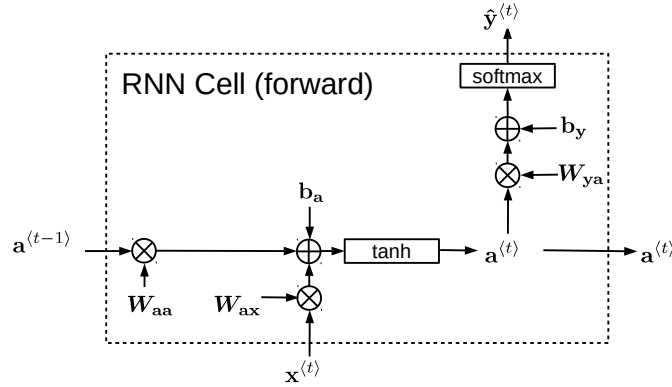 ŷ⟨t⟩
softmax
RNN Cell (forward)
b_y
W_ya
b_a
a⟨t−1⟩
tanh
a⟨t⟩
a⟨t⟩
W_aa
W_ax
x⟨t⟩